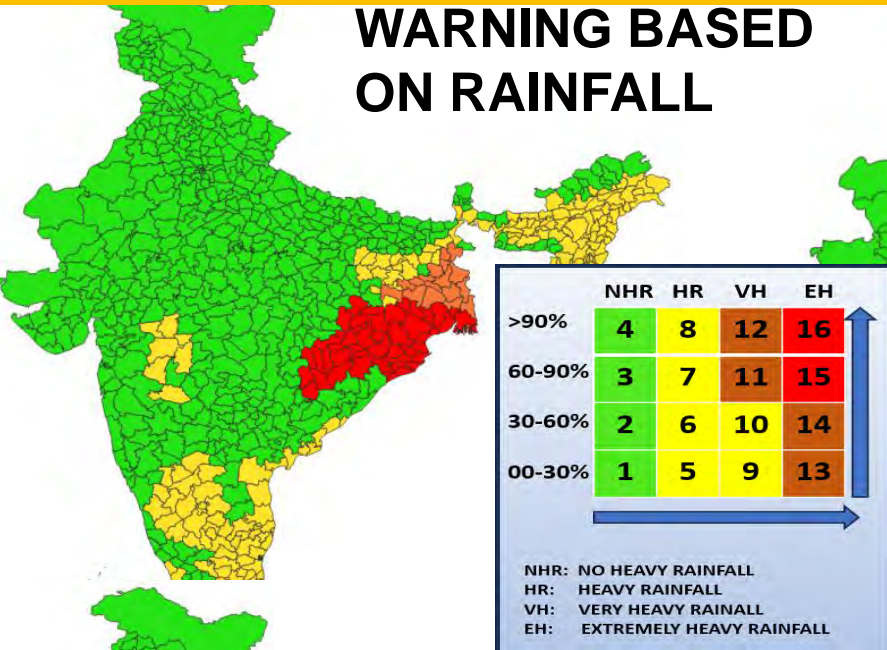 WARNING BASED
ON RAINFALL
NHR HR VH EH
>90% 4 8 12 16
60-90% 3 7 11 15
30-60% 2 6 10 14
00-30% 1 5 9 13
NHR: NO HEAVY RAINFALL
HR: HEAVY RAINFALL
VH: VERY HEAVY RAINALL
EH: EXTREMELY HEAVY RAINFALL